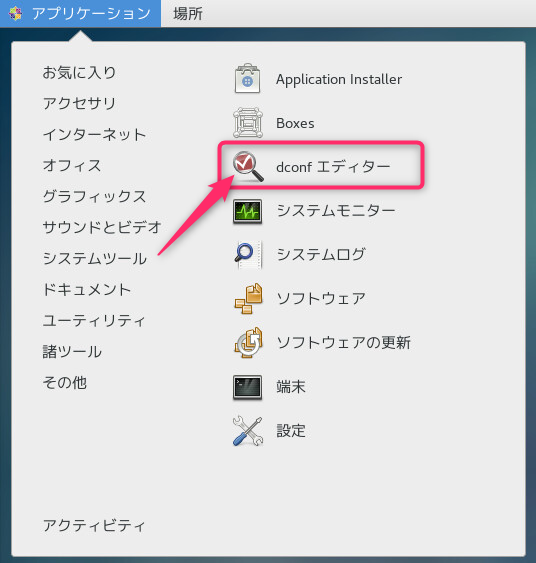 アプリケーション 場所
お気に入り
アクセサリ
インターネット
オフィス
グラフィックス
サウンドとビデオ
システムツール
ドキュメント
ユーティリティ
諸ツール
その他
アクティビティ
Application Installer
Boxes
dconf エディター
システムモニター
システムログ
ソフトウェア
ソフトウェアの更新
端末
設定